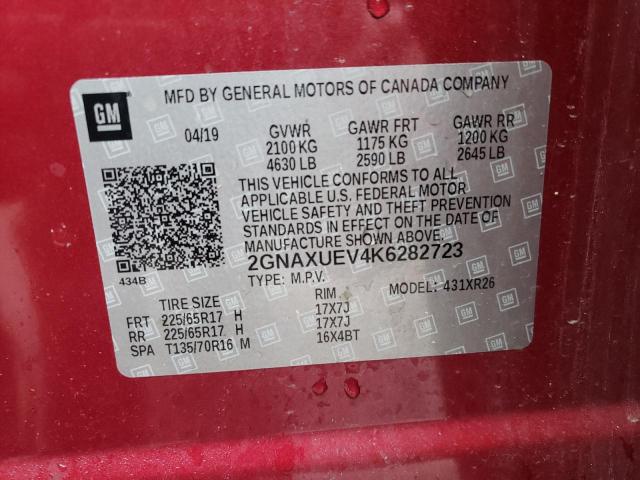 MFD BY GENERAL MOTORS OF CANADA COMPANY
GM
04/19 GVWR GAWR FRT GAWR RR
2100 KG 1175 KG 1200 KG
4630 LB 2590 LB 2645 LB
THIS VEHICLE CONFORMS TO ALL
APPLICABLE U.S. FEDERAL MOTOR
VEHICLE SAFETY AND THEFT PREVENTION
STANDARDS IN EFFECT ON THE DATE OF
MANUFACTURE SHOWN ABOVE.
2GNAXUEV4K6282723
434B
TYPE: M.P.V. MODEL: 431XR26
TIRE SIZE RIM
FRT 225/65R17 H 17X7J
RR 225/65R17 H 17X7J
SPA T135/70R16 M 16X4BT